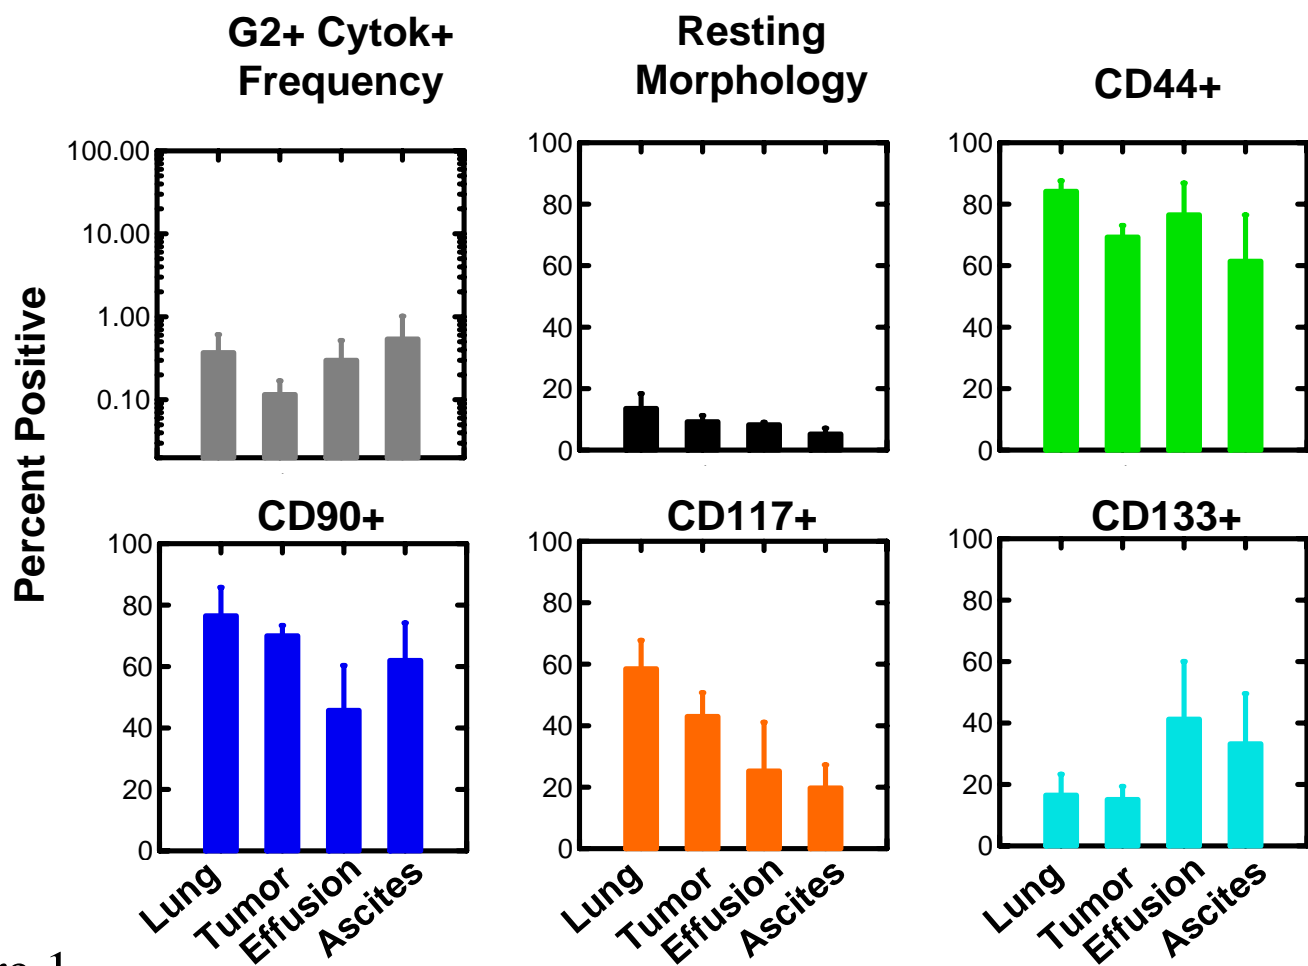 G2+ Cytok+
Frequency
Resting
Morphology
CD44+
Percent Positive
100.00
10.00
1.00
0.10
100
80
60
40
20
0
100
80
60
40
20
0
CD90+
CD117+
CD133+
100
80
60
40
20
0
100
80
60
40
20
0
100
80
60
40
20
0
Lung
Tumor
Effusion
Ascites
Lung
Tumor
Effusion
Ascites
Lung
Tumor
Effusion
Ascites
1